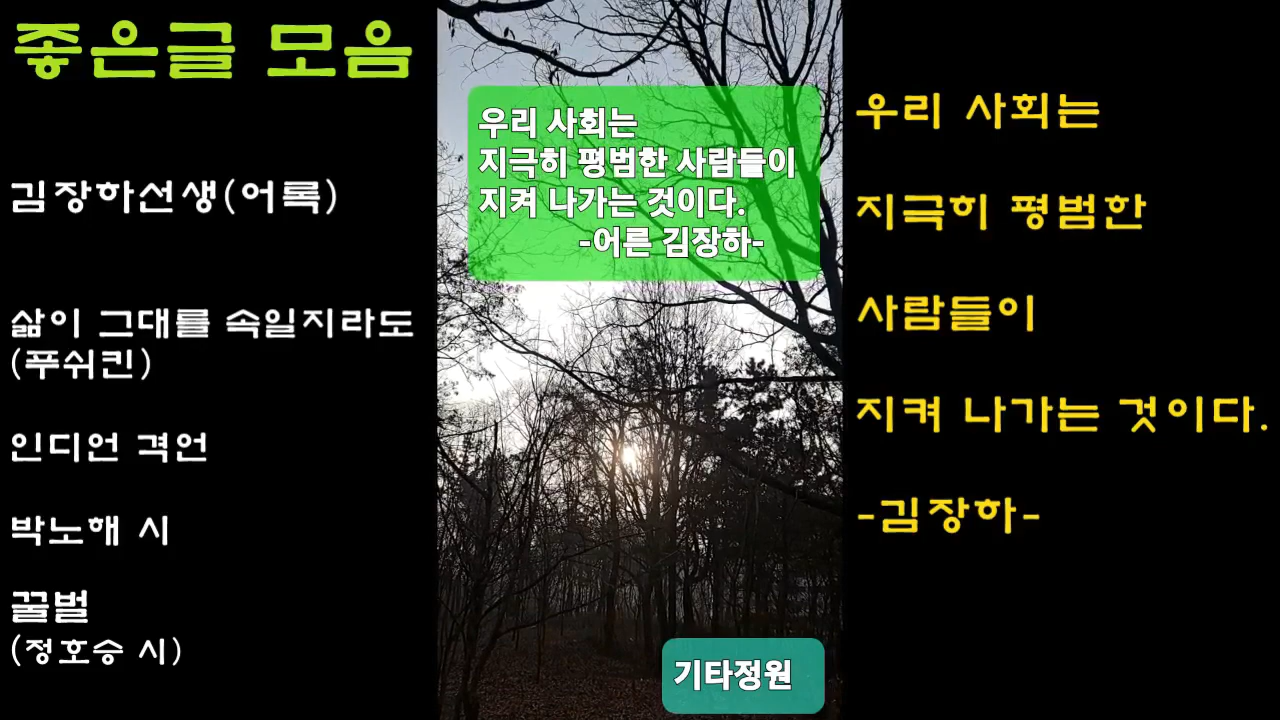 좋은글 모음
김장하선생(어록)
삶이 그대를 속일지라도
(푸쉬킨)
인디언 격언
박노해 시
꿀벌
(정호승 시)
우리 사회는
지극히 평범한 사람들이
지켜 나가는 것이다.
-어른 김장하-
기타정원
우리 사회는
지극히 평범한
사람들이
지켜 나가는 것이다.
-김장하-